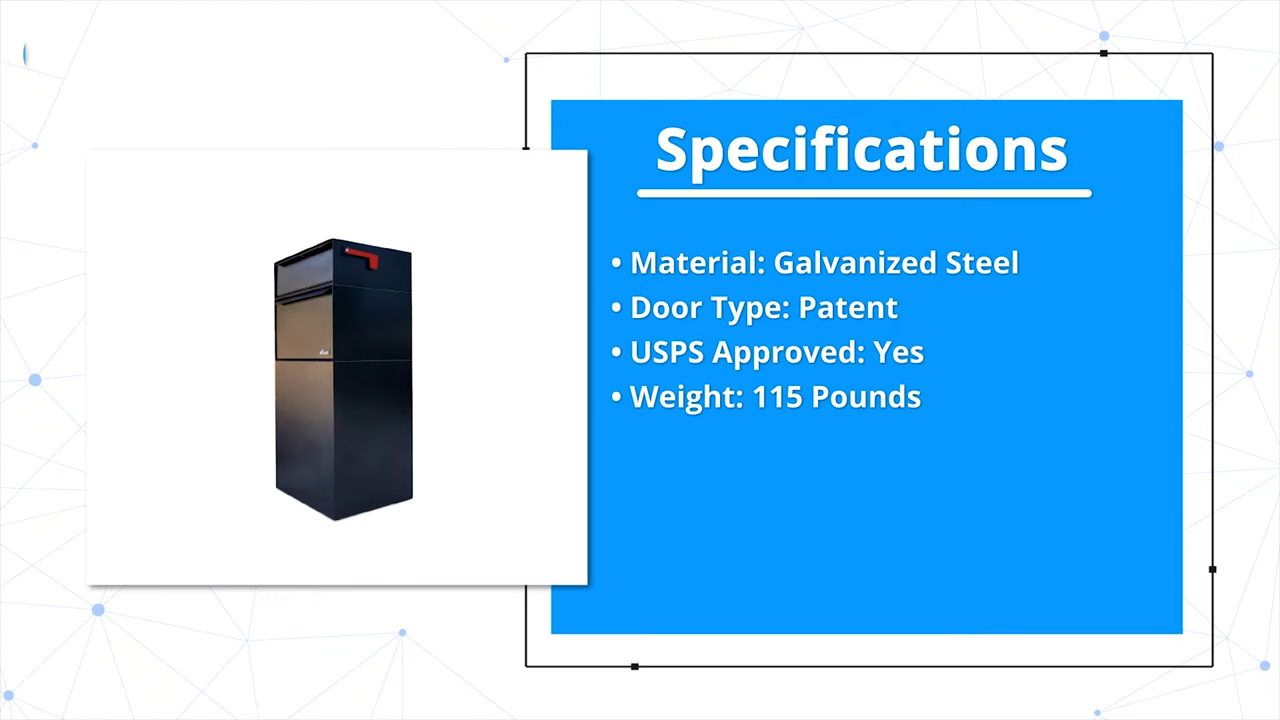 Specifications
• Material: Galvanized Steel
• Door Type: Patent
• USPS Approved: Yes
• Weight: 115 Pounds